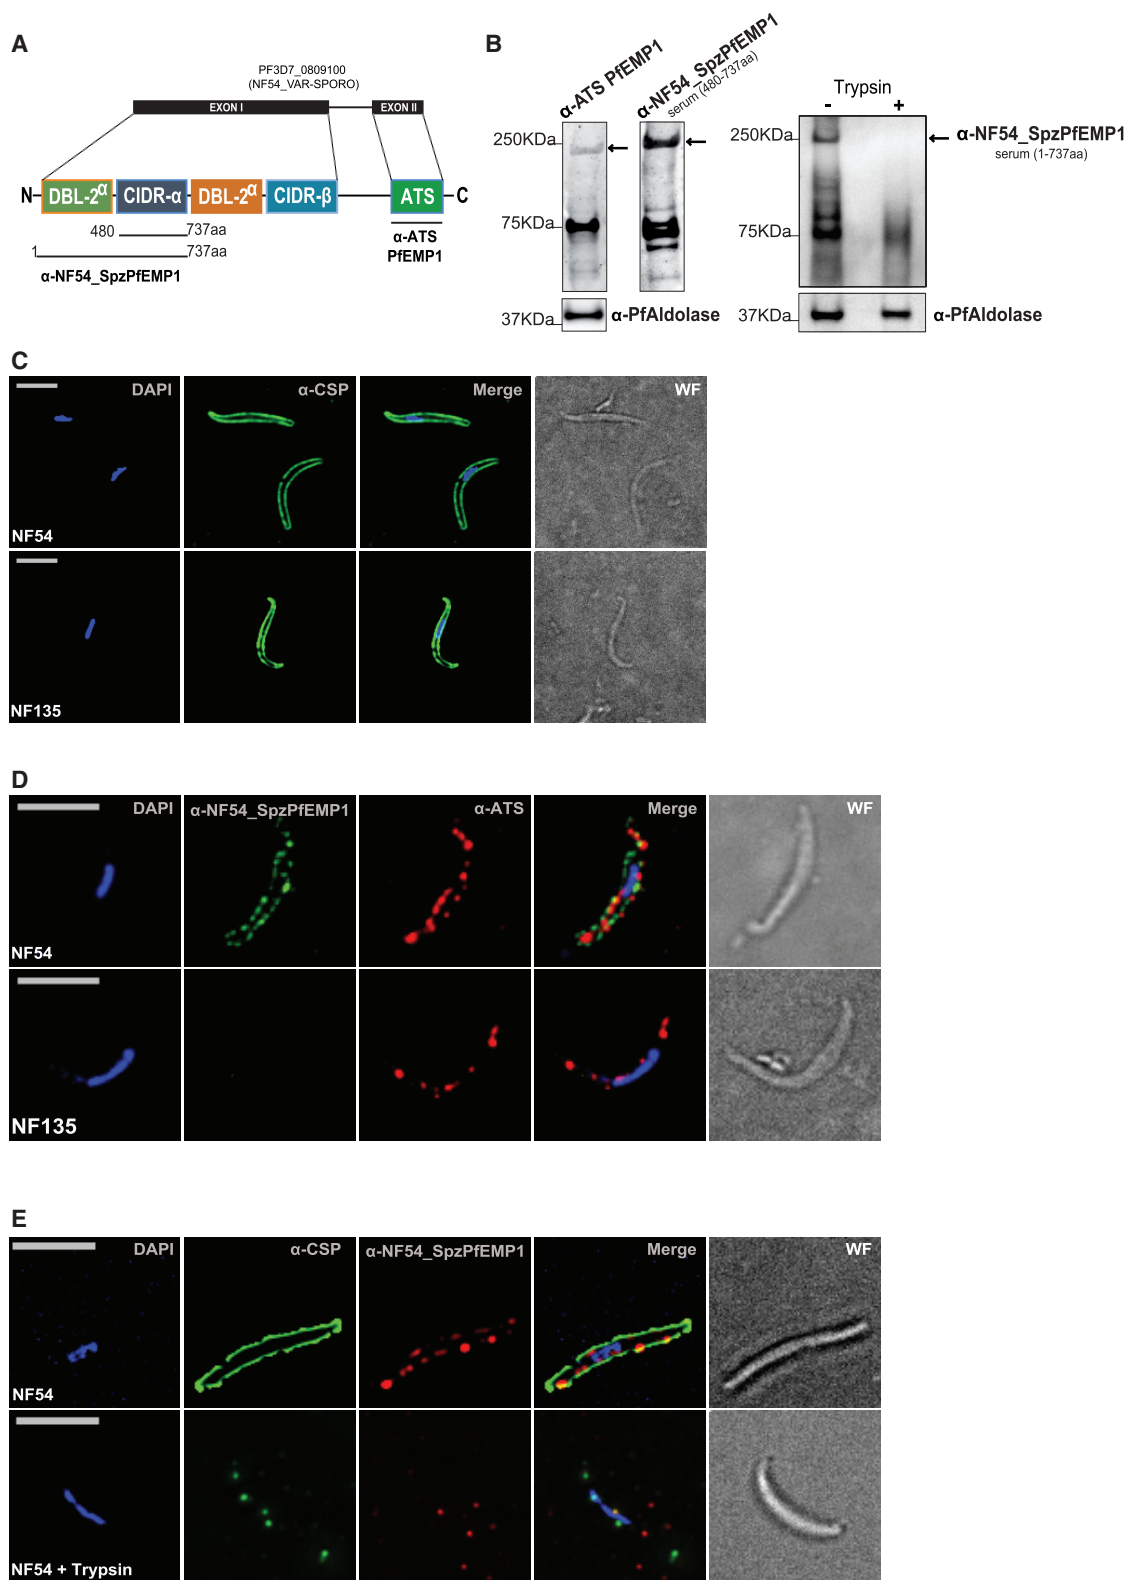 A
PF3D7_0809100
(NF54_VAR-SPORO)
EXON I
EXON II
N
DBL-2α
CIDR-α
DBL-2α
CIDR-β
ATS
C
480
737aa
1
737aa
α-NF54_SpzPfEMP1
α-ATS
PfEMP1
B
α-ATS PfEMP1
α-NF54_SpzPfEMP1
serum (480-737aa)
250KDa
75KDa
37KDa
α-PfAldolase
Trypsin
- +
250KDa
α-NF54_SpzPfEMP1
serum (1-737aa)
75KDa
37KDa
α-PfAldolase
C
DAPI
α-CSP
Merge
WF
NF54
NF135
D
DAPI
α-NF54_SpzPfEMP1
α-ATS
Merge
WF
NF54
NF135
E
DAPI
α-CSP
α-NF54_SpzPfEMP1
Merge
WF
NF54
NF54 + Trypsin